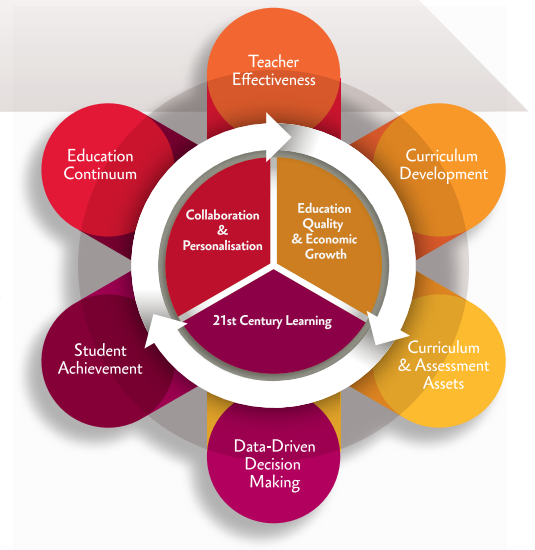 Teacher
Effectiveness
Education
Continuum
Curriculum
Development
Collaboration
&
Personalisation
Education
Quality
& Economic
Growth
21st Century Learning
Student
Achievement
Curriculum
& Assessment
Assets
Data-Driven
Decision
Making